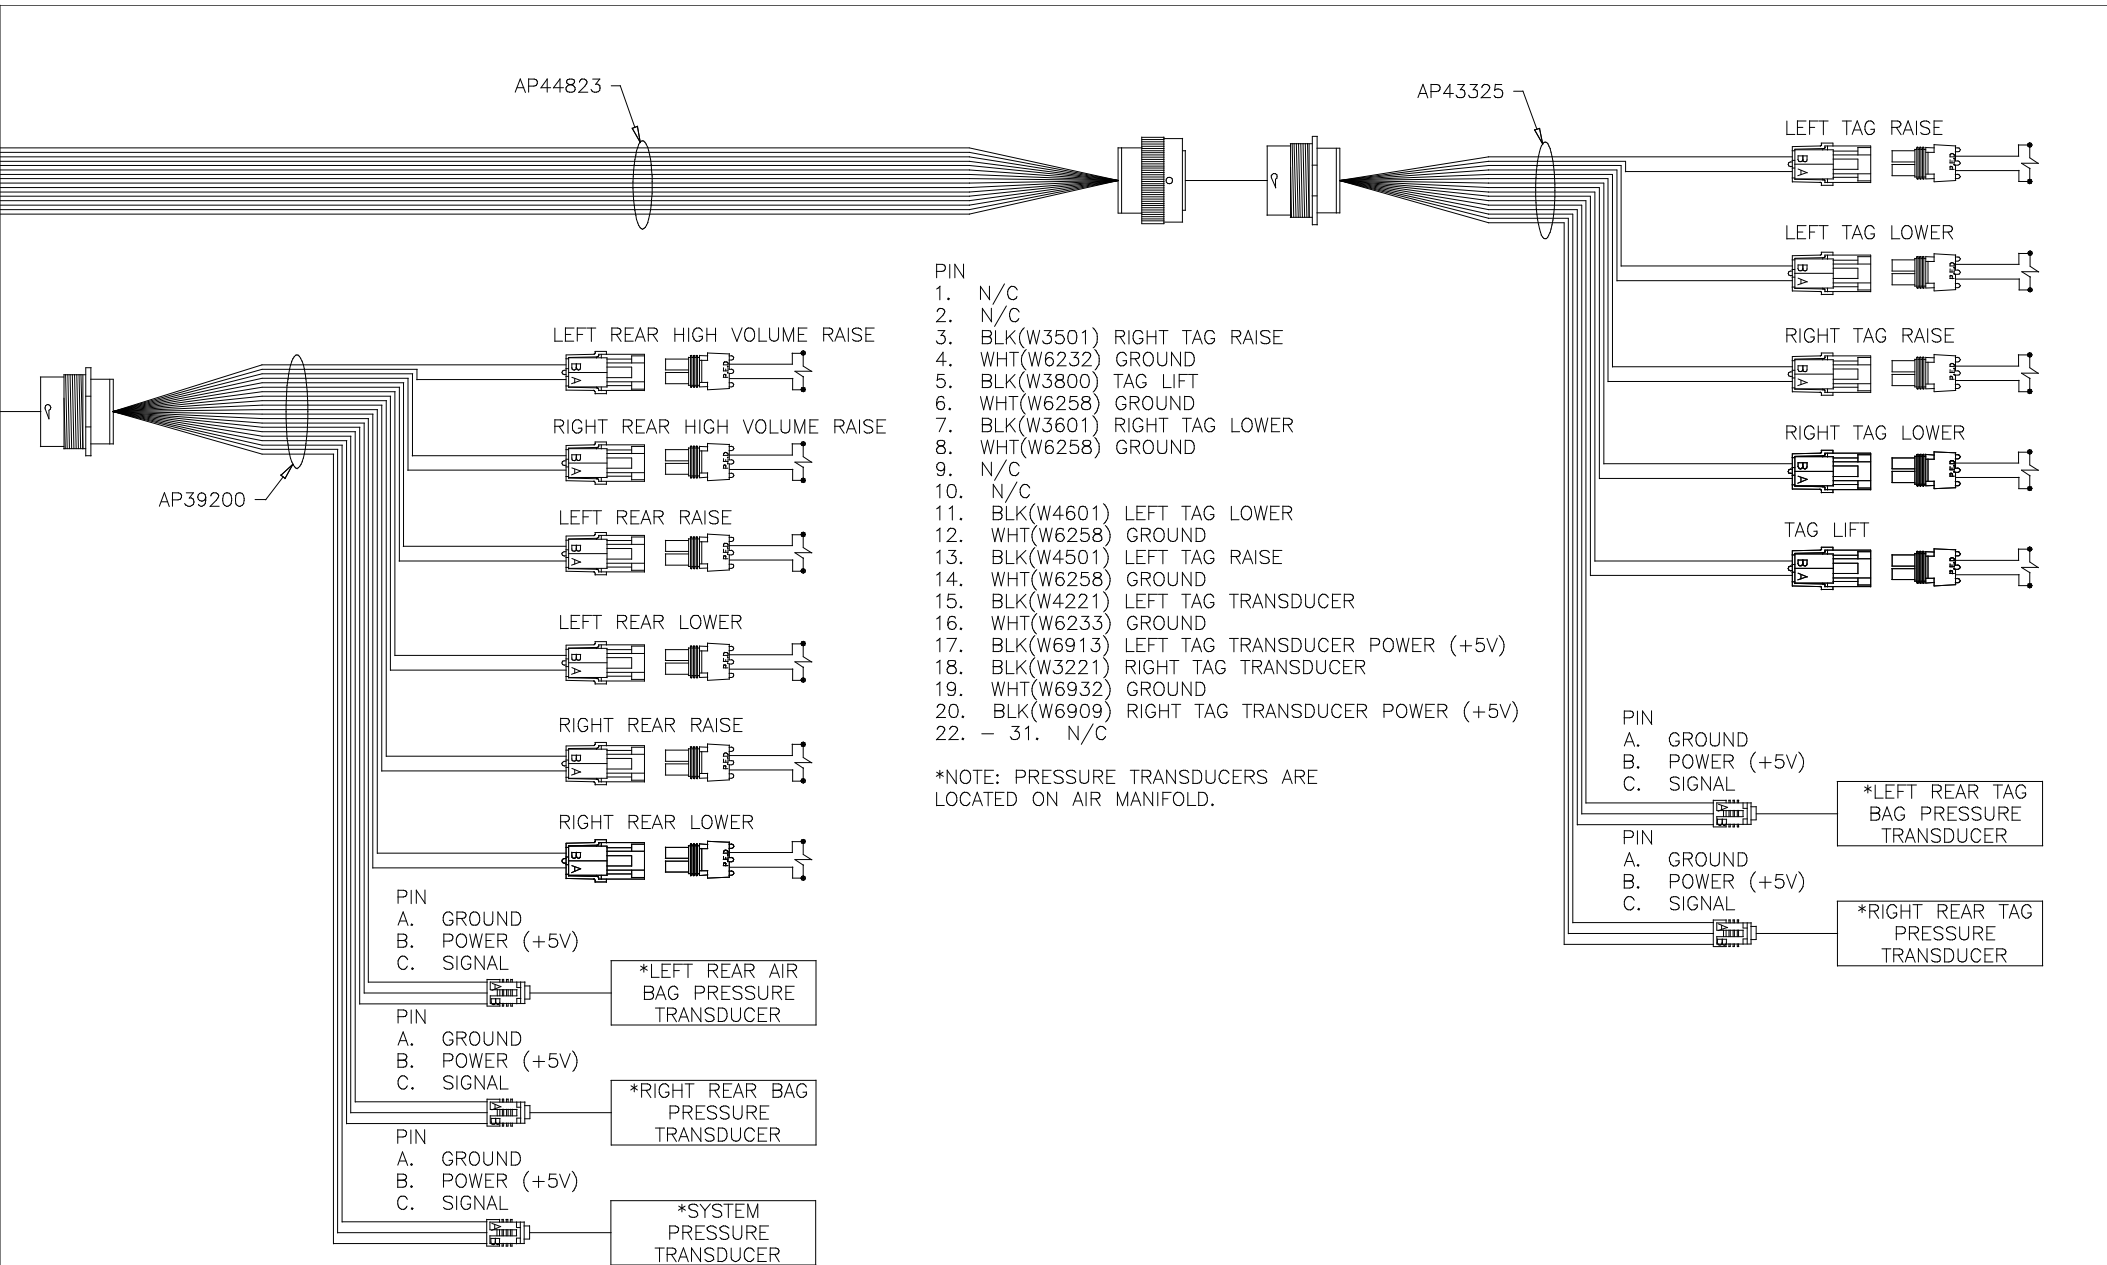 AP44823
AP43325
LEFT TAG RAISE
B
A
LEFT TAG LOWER
B
A
RIGHT TAG RAISE
B
A
RIGHT TAG LOWER
B
A
TAG LIFT
B
A
PIN
1. N/C
2. N/C
3. BLK(W3501) RIGHT TAG RAISE
4. WHT(W6232) GROUND
5. BLK(W3800) TAG LIFT
6. WHT(W6258) GROUND
7. BLK(W3601) RIGHT TAG LOWER
8. WHT(W6258) GROUND
9. N/C
10. N/C
11. BLK(W4601) LEFT TAG LOWER
12. WHT(W6258) GROUND
13. BLK(W4501) LEFT TAG RAISE
14. WHT(W6258) GROUND
15. BLK(W4221) LEFT TAG TRANSDUCER
16. WHT(W6233) GROUND
17. BLK(W6913) LEFT TAG TRANSDUCER POWER (+5V)
18. BLK(W3221) RIGHT TAG TRANSDUCER
19. WHT(W6932) GROUND
20. BLK(W6909) RIGHT TAG TRANSDUCER POWER (+5V)
22. – 31. N/C
*NOTE: PRESSURE TRANSDUCERS ARE
LOCATED ON AIR MANIFOLD.
AP39200
LEFT REAR HIGH VOLUME RAISE
B
A
RIGHT REAR HIGH VOLUME RAISE
B
A
LEFT REAR RAISE
B
A
LEFT REAR LOWER
B
A
RIGHT REAR RAISE
B
A
RIGHT REAR LOWER
B
A
PIN
A. GROUND
B. POWER (+5V)
C. SIGNAL
A
B
*LEFT REAR AIR
BAG PRESSURE
TRANSDUCER
PIN
A. GROUND
B. POWER (+5V)
C. SIGNAL
A
B
*RIGHT REAR BAG
PRESSURE
TRANSDUCER
PIN
A. GROUND
B. POWER (+5V)
C. SIGNAL
A
B
*SYSTEM
PRESSURE
TRANSDUCER
PIN
A. GROUND
B. POWER (+5V)
C. SIGNAL
A
B
*LEFT REAR TAG
BAG PRESSURE
TRANSDUCER
PIN
A. GROUND
B. POWER (+5V)
C. SIGNAL
A
B
*RIGHT REAR TAG
PRESSURE
TRANSDUCER